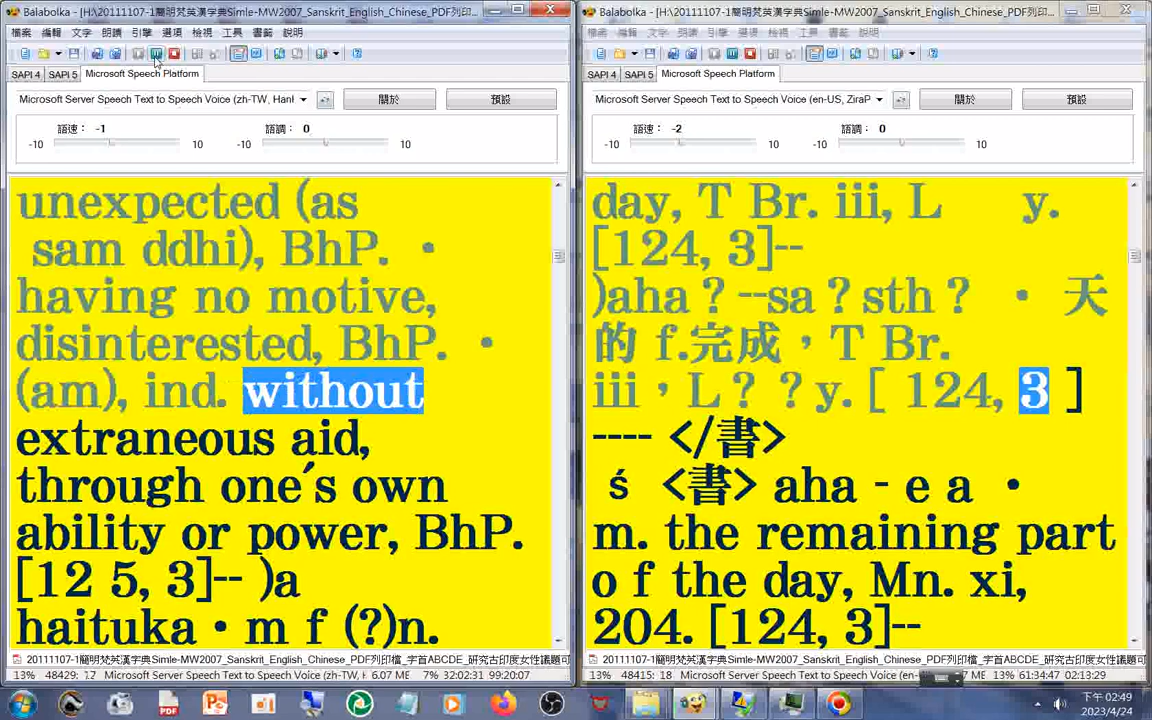 Balabolka - [H:\20111107-1簡明梵英漢字典Simle-MW2007_Sanskrit_English_Chinese_PDF列印...
檔案 編輯 文字 朗讀 引擎 選項 檢視 工具 書籤 說明
SAPI 4 SAPI 5 Microsoft Speech Platform
Microsoft Server Speech Text to Speech Voice (zh-TW, Hanl 關於 預設
語速： -1 語調： 0
-10 10 -10 10
unexpected (as
sam ddhi), BhP. •
having no motive,
disinterested, BhP. •
(am), ind. without
extraneous aid,
through one´s own
ability or power, BhP.
[12 5, 3]-- )a
haituka • m f (?)n.
20111107-1簡明梵英漢字典Simle-MW2007_Sanskrit_English_Chinese_PDF列印檔_字首ABCDE_研究古印度女性議題可
13% 48429: 12 Microsoft Server Speech Text to Speech Voice (zh-TW, H 6.07 MB 7% 32:02:31 99:20:07
Balabolka - [H:\20111107-1簡明梵英漢字典Simle-MW2007_Sanskrit_English_Chinese_PDF列印...
檔案 編輯 文字 朗讀 引擎 選項 檢視 工具 書籤 說明
SAPI 4 SAPI 5 Microsoft Speech Platform
Microsoft Server Speech Text to Speech Voice (en-US, ZiraP 關於 預設
語速： -2 語調： 0
-10 10 -10 10
day, T Br. iii, L y.
[124, 3]--
)aha？--sa？sth？ • 天
的 f.完成，T Br.
iii，L？？y. [ 124, 3 ]
---- </書>
ś <書> aha - e a •
m. the remaining part
o f the day, Mn. xi,
204. [124, 3]--
20111107-1簡明梵英漢字典Simle-MW2007_Sanskrit_English_Chinese_PDF列印檔_字首ABCDE_研究古印度女性議題可
13% 48415: 18 Microsoft Server Speech Text to Speech Voice 13% 61:34:47 02:13:29
下午 02:49
2023/4/24